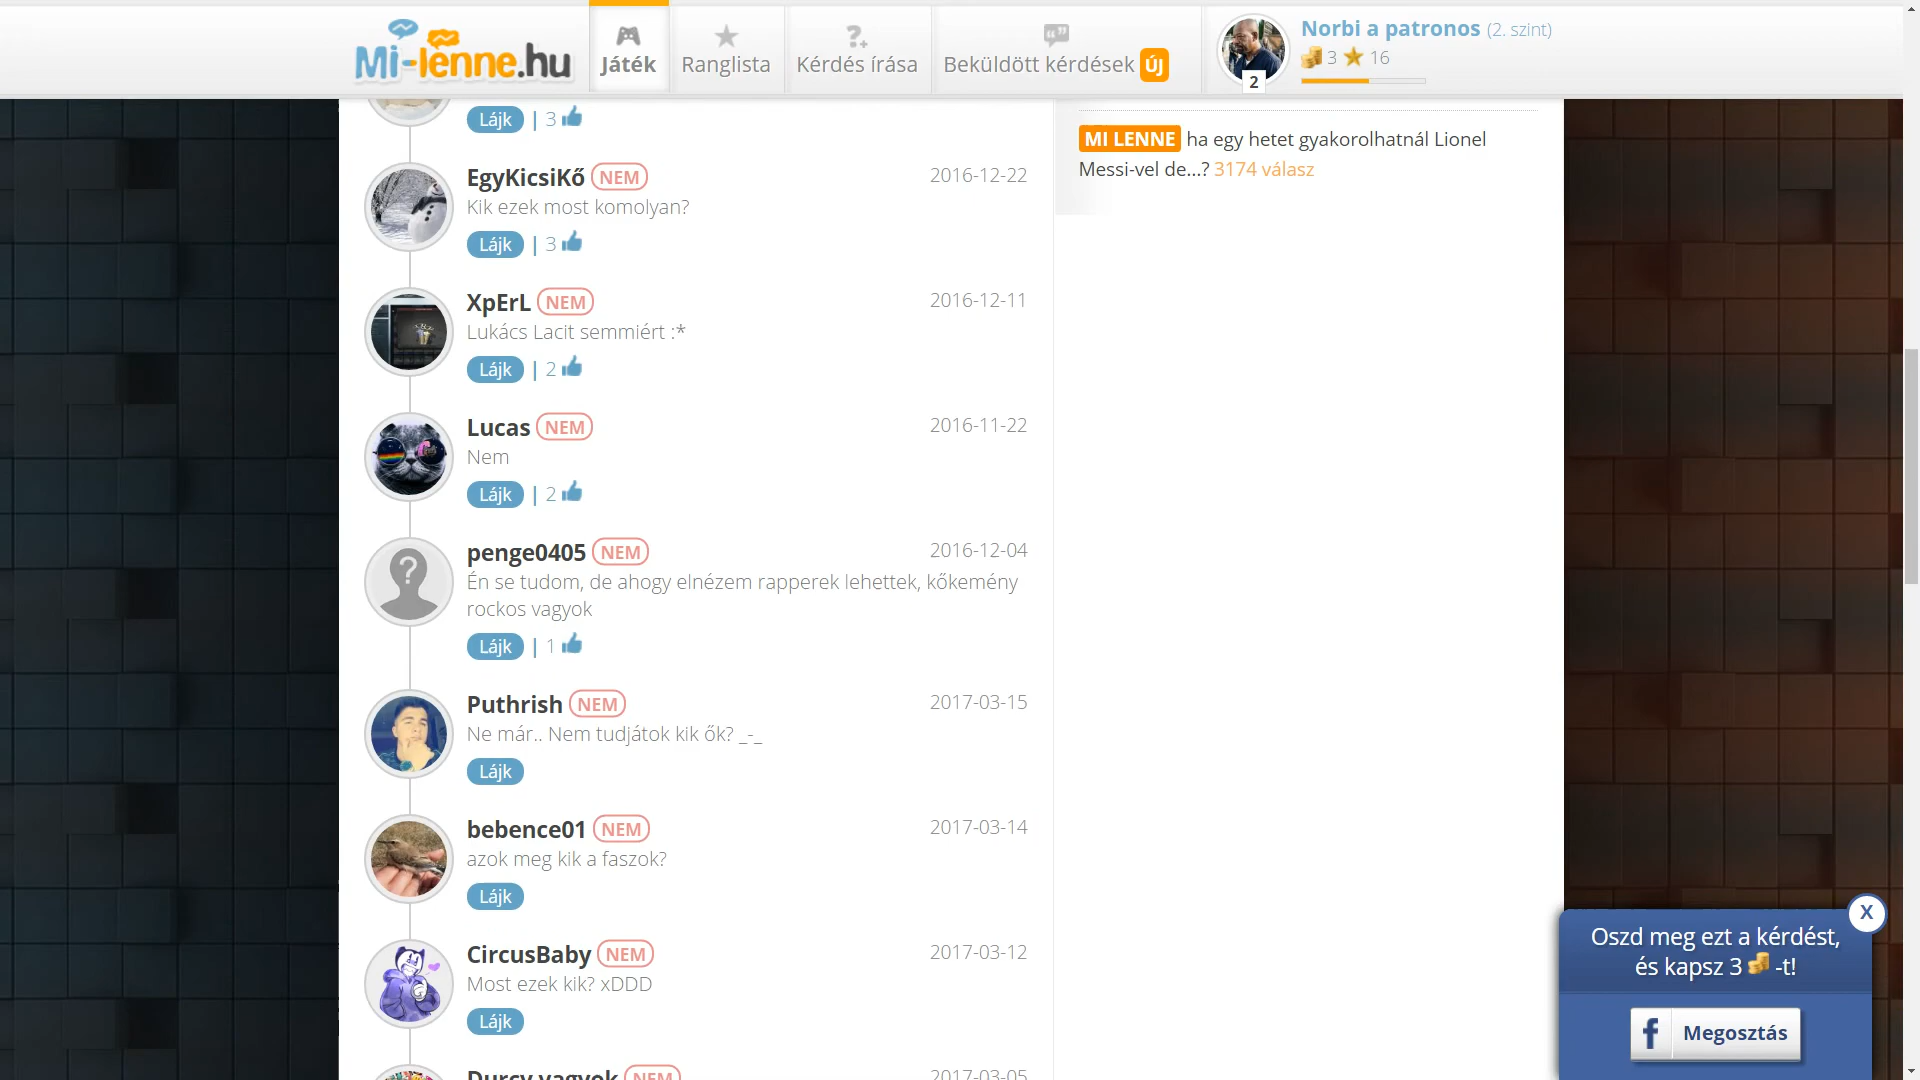 Mi-lenne.hu
Játék
Ranglista
Kérdés írása
Beküldött kérdések ÚJ
Norbi a patronos (2. szint)
3 16
2
Lájk | 3
MI LENNE ha egy hetet gyakorolhatnál Lionel
Messi-vel de...? 3174 válasz
EgyKicsiKő NEM 2016-12-22
Kik ezek most komolyan?
Lájk | 3
XpErL NEM 2016-12-11
Lukács Lacit semmiért :*
Lájk | 2
Lucas NEM 2016-11-22
Nem
Lájk | 2
penge0405 NEM 2016-12-04
Én se tudom, de ahogy elnézem rapperek lehettek, kőkemény
rockos vagyok
Lájk | 1
Puthrish NEM 2017-03-15
Ne már.. Nem tudjátok kik ők? _-_
Lájk
bebence01 NEM 2017-03-14
azok meg kik a faszok?
Lájk
CircusBaby NEM 2017-03-12
Most ezek kik? xDDD
Lájk
Durcy vagyok NEM 2017-03-05
X
Oszd meg ezt a kérdést,
és kapsz 3 -t!
f Megosztás